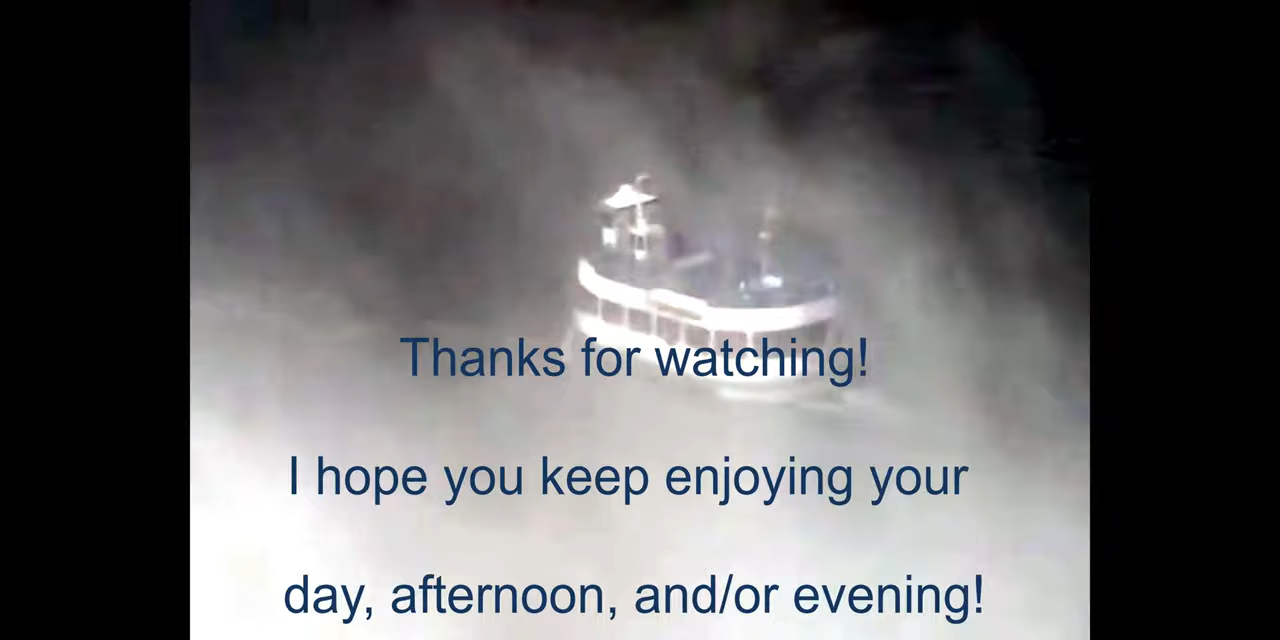 Thanks for watching!
I hope you keep enjoying your
day, afternoon, and/or evening!